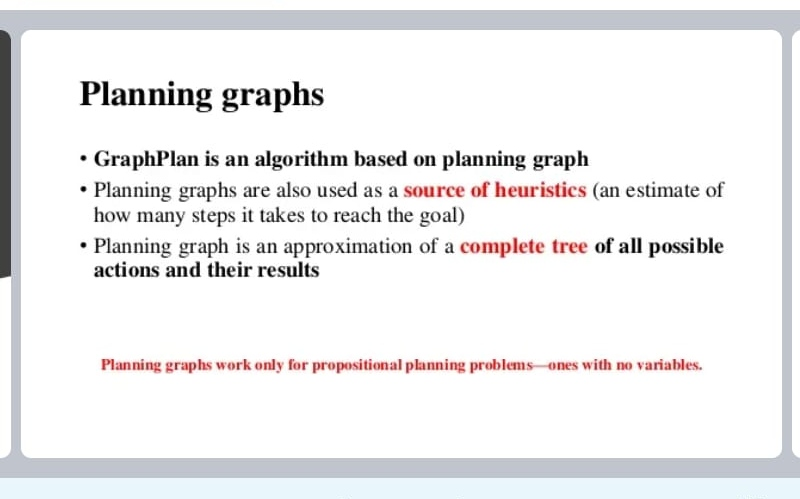 Planning graphs
• GraphPlan is an algorithm based on planning graph
• Planning graphs are also used as a source of heuristics (an estimate of
how many steps it takes to reach the goal)
• Planning graph is an approximation of a complete tree of all possible
actions and their results
Planning graphs work only for propositional planning problems—ones with no variables.